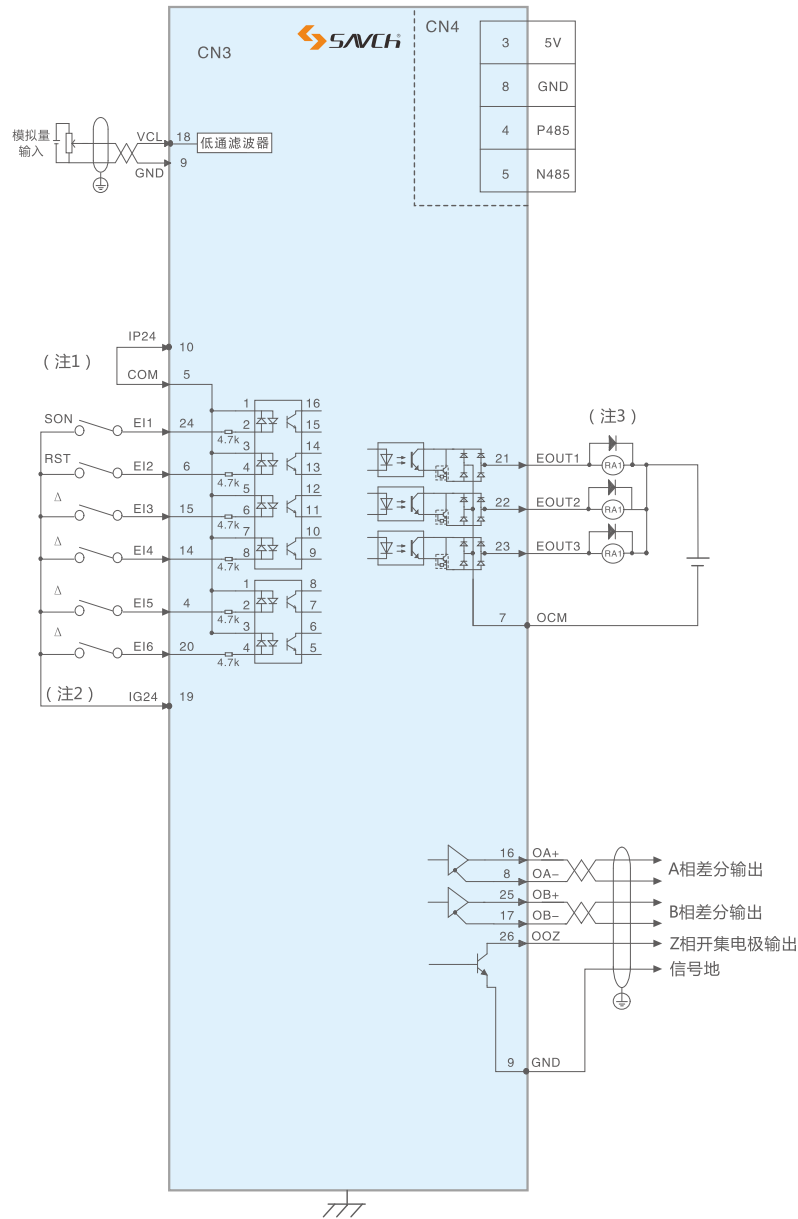 CN3
SAVCH®
CN4
3 5V
8 GND
4 P485
5 N485
模拟量
输入
VCL 18 低通滤波器
GND 9
IP24 10
(注1)
COM 5
SON EI1 24 4.7k
RST EI2 6 4.7k
Δ EI3 15 4.7k
Δ EI4 14 4.7k
Δ EI5 4 4.7k
Δ EI6 20 4.7k
(注2)
IG24 19
1 16
2 15
3 14
4 13
5 12
6 11
7 10
8 9
1 8
2 7
3 6
4 5
(注3)
21 EOUT1 RA1
22 EOUT2 RA1
23 EOUT3 RA1
7 OCM
16 OA+
8 OA-
A相差分输出
25 OB+
17 OB-
B相差分输出
26 OOZ Z相开集电极输出
信号地
9 GND